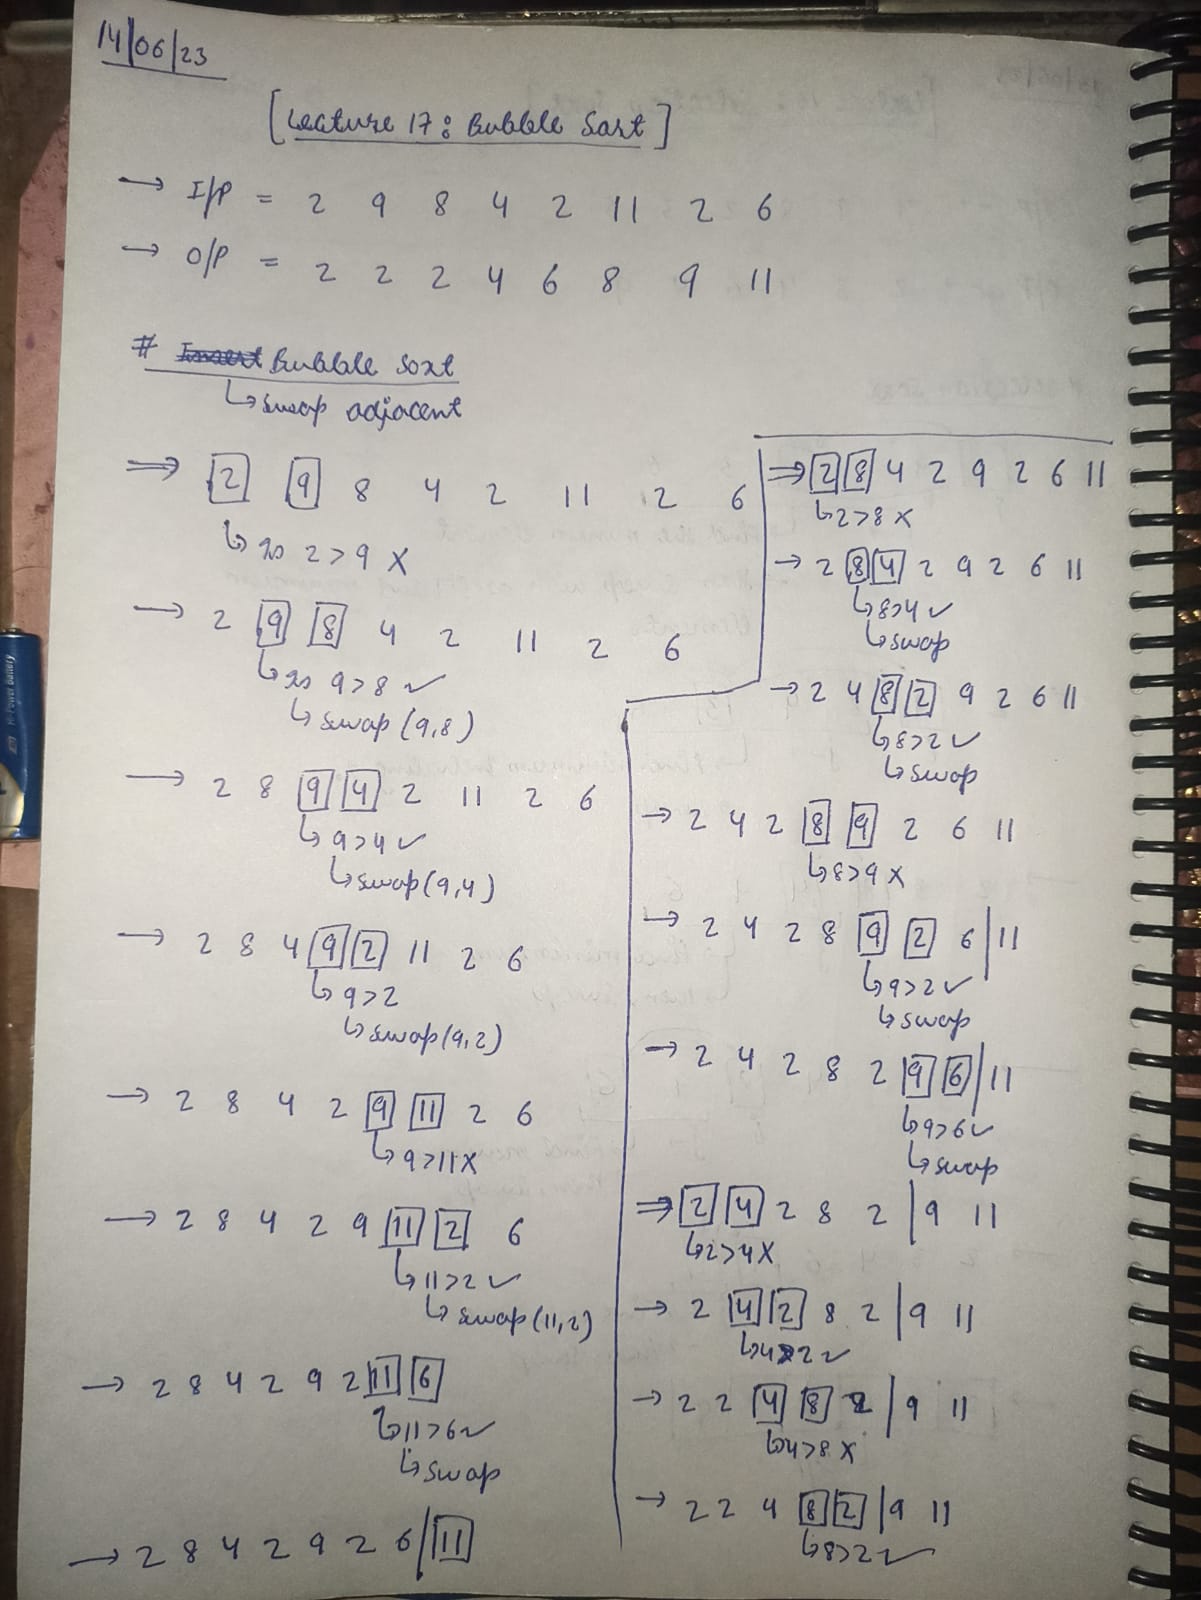 14/06/23
[Lecture 17: Bubble Sort]
→ I/P = 2 9 8 4 2 11 2 6
→ O/P = 2 2 2 4 6 8 9 11
# Insert Bubble Sort
↳ swap adjacent
⇒ 2 9 8 4 2 11 2 6
↳ is 2>9 X
→ 2 9 8 4 2 11 2 6
↳ is 9>8 ✓
↳ swap (9,8)
→ 2 8 9 4 2 11 2 6
↳ 9>4 ✓
↳ swap(9,4)
→ 2 8 4 9 2 11 2 6
↳ 9>2
↳ swap(9,2)
→ 2 8 4 2 9 11 2 6
↳ 9>11 X
→ 2 8 4 2 9 11 2 6
↳ 11>2 ✓
↳ swap(11,2)
→ 2 8 4 2 9 2 11 6
↳ 11>6 ✓
↳ swap
→ 2 8 4 2 9 2 6 / 11
⇒ 2 8 4 2 9 2 6 11
↳ 2>8 X
→ 2 8 4 2 9 2 6 11
↳ 8>4 ✓
↳ swap
→ 2 4 8 2 9 2 6 11
↳ 8>2 ✓
↳ swap
→ 2 4 2 8 9 2 6 11
↳ 8>9 X
→ 2 4 2 8 9 2 6 | 11
↳ 9>2 ✓
↳ swap
→ 2 4 2 8 2 9 6 | 11
↳ 9>6 ✓
↳ swap
⇒ 2 4 2 8 2 | 9 11
↳ 2>4 X
→ 2 4 2 8 2 | 9 11
↳ 4>2 ✓
→ 2 2 4 8 2 | 9 11
↳ 4>8 X
→ 2 2 4 8 2 | 9 11
↳ 8>2 ✓
Hi-Power Battery